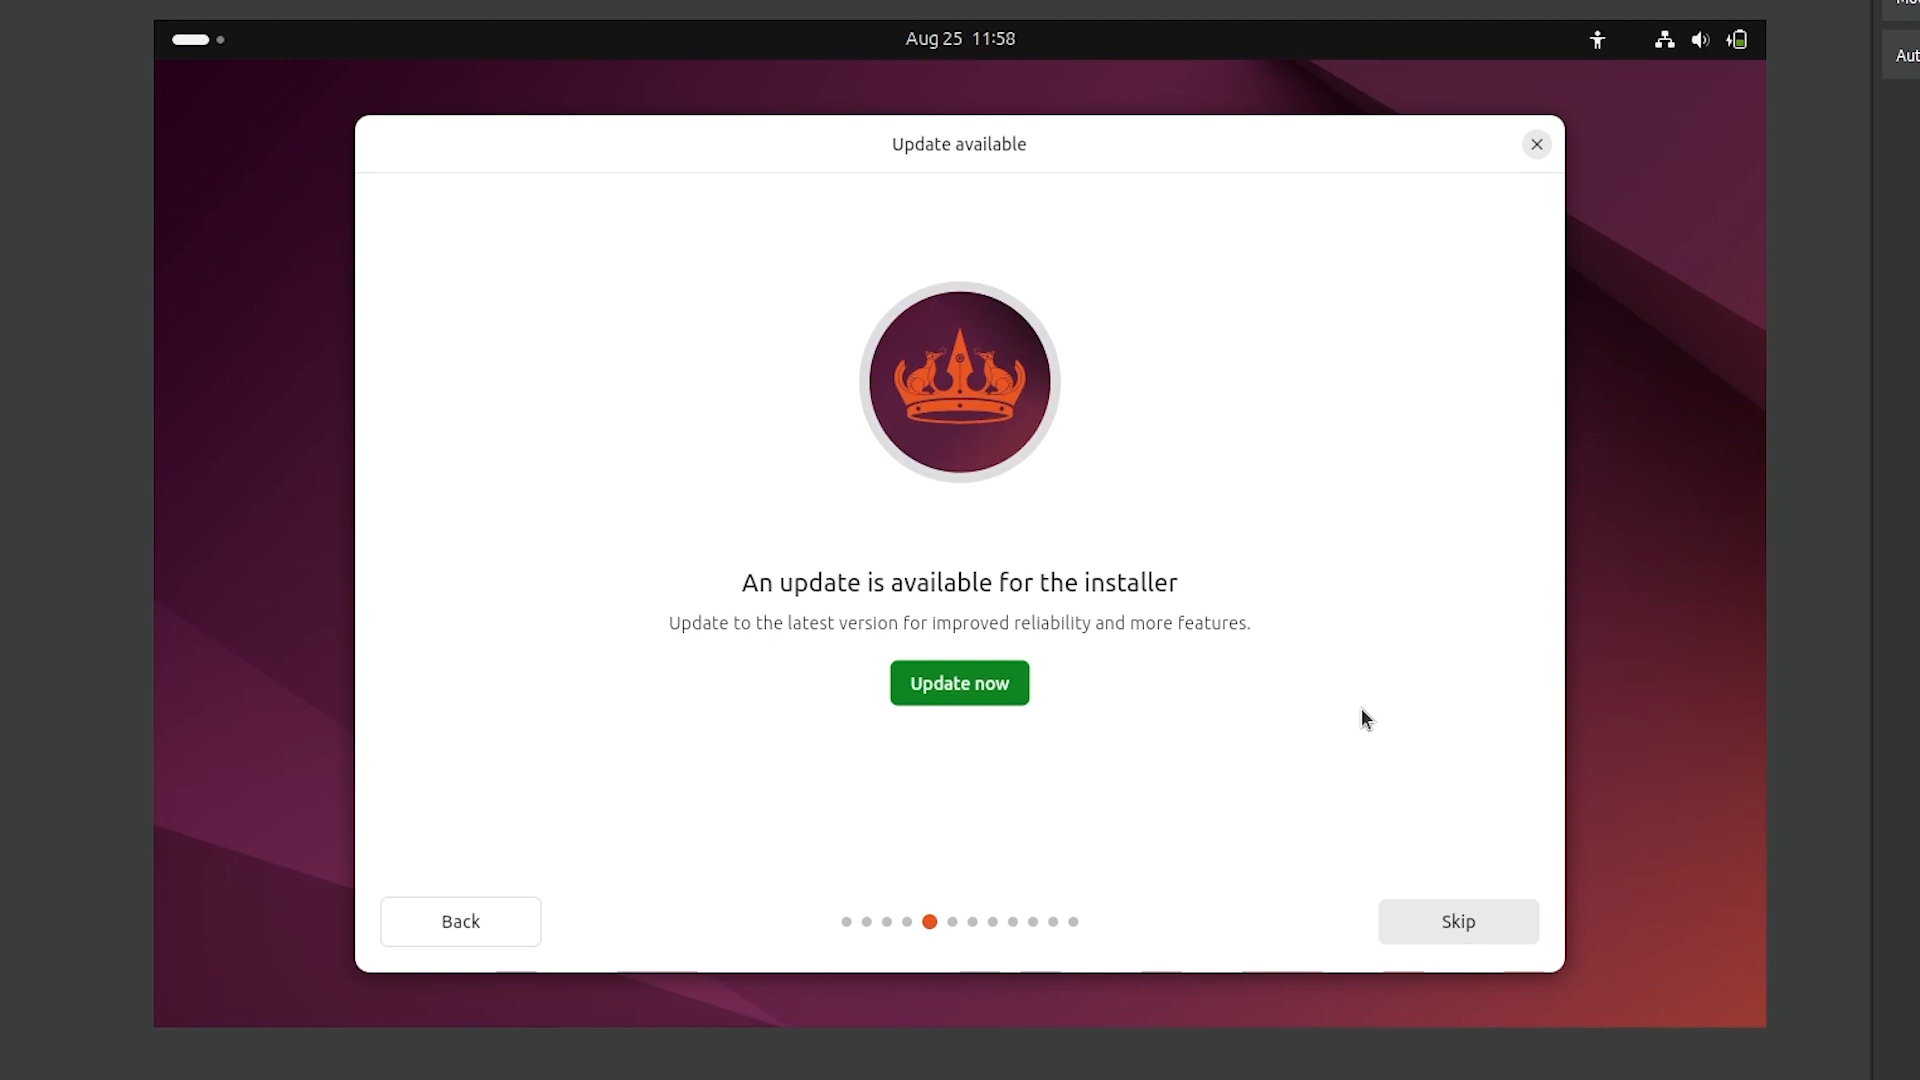 Aug 25 11:58
Update available
An update is available for the installer
Update to the latest version for improved reliability and more features.
Update now
Back
Skip